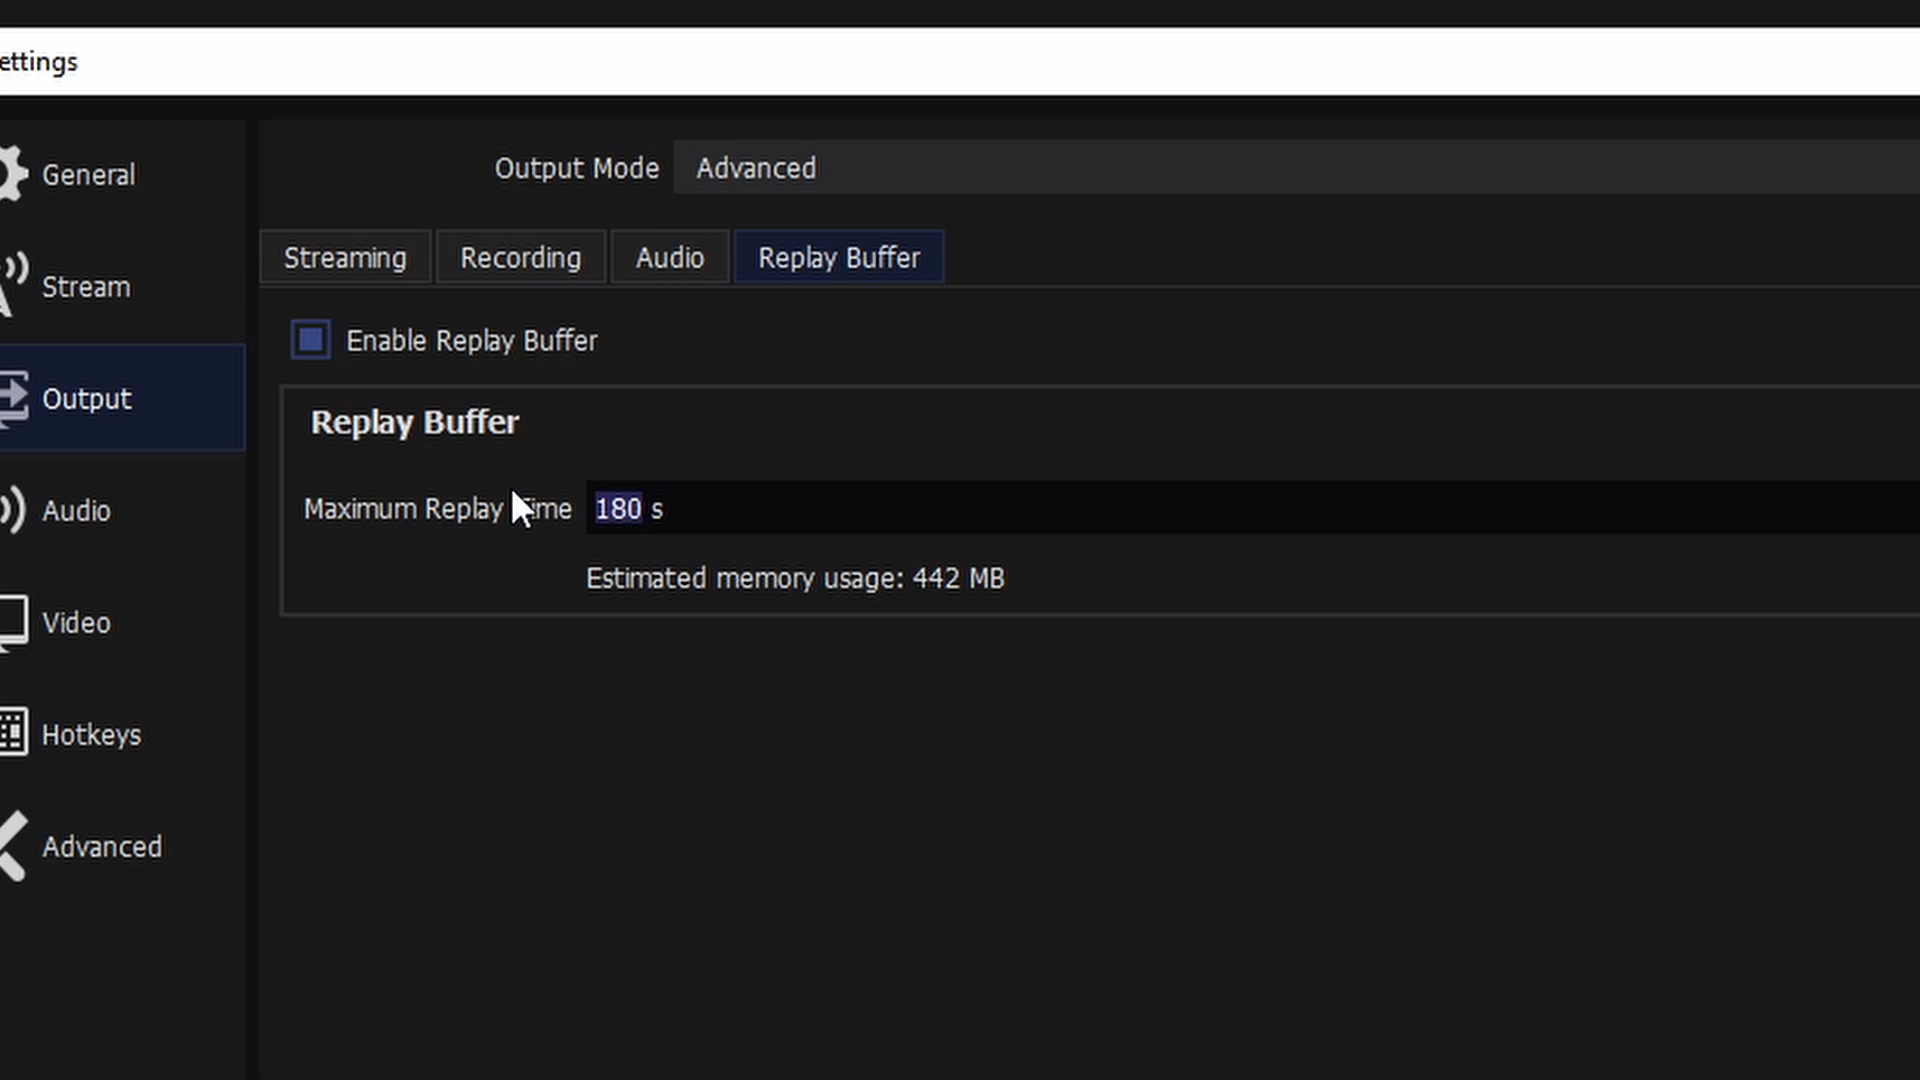 ettings
General
Stream
Output
Audio
Video
Hotkeys
Advanced
Output Mode Advanced
Streaming Recording Audio Replay Buffer
Enable Replay Buffer
Replay Buffer
Maximum Replay ime 180 s
Estimated memory usage: 442 MB